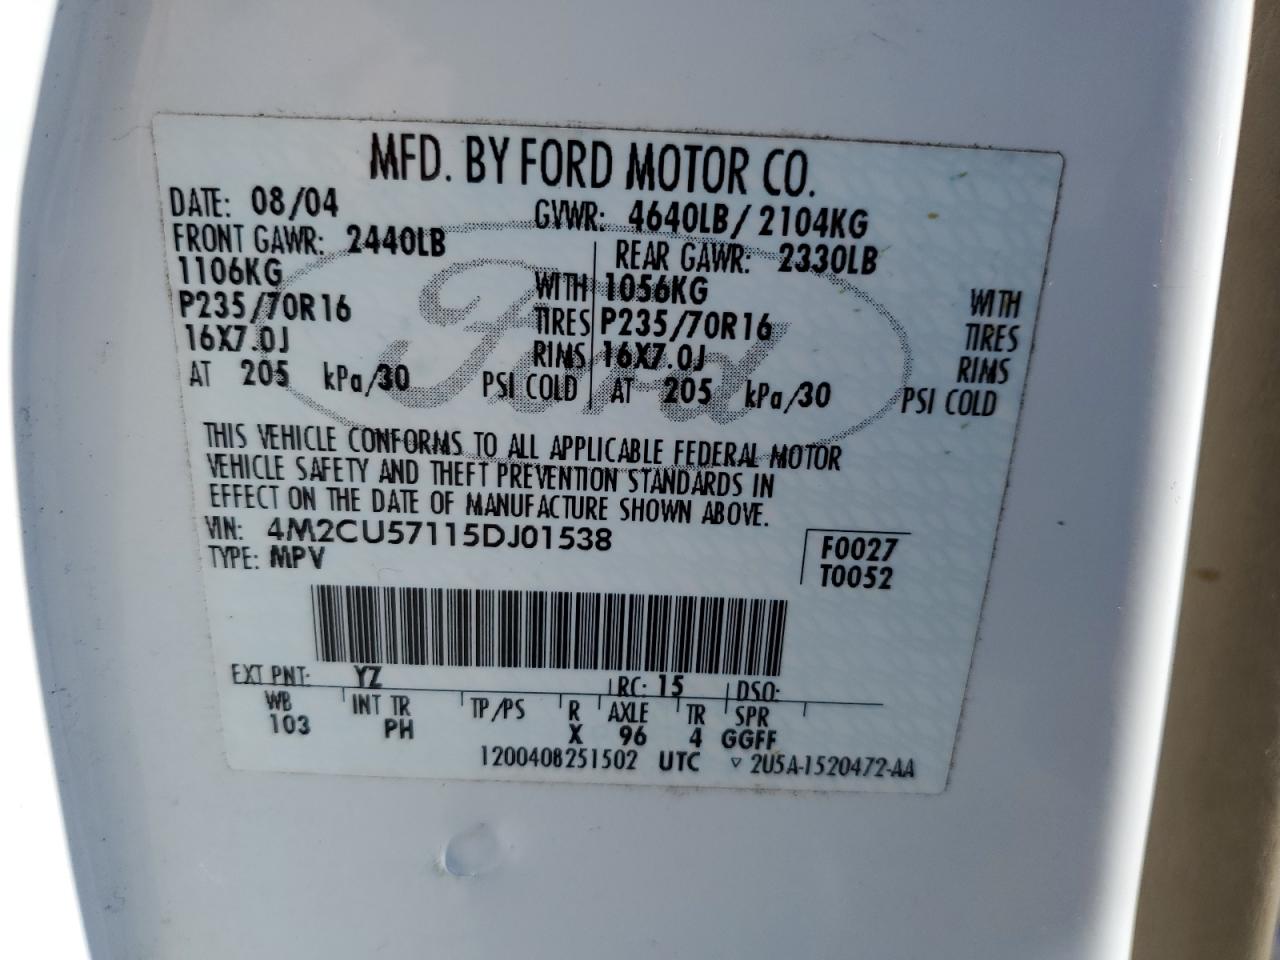 MFD. BY FORD MOTOR CO.
DATE: 08/04 GVWR: 4640LB / 2104KG
FRONT GAWR: 2440LB REAR GAWR: 2330LB
1106KG WITH 1056KG WITH
P235/70R16 TIRES P235/70R16 TIRES
16X7.0J RIMS 16X7.0J RIMS
AT 205 kPa/30 PSI COLD AT 205 kPa/30 PSI COLD
Ford
THIS VEHICLE CONFORMS TO ALL APPLICABLE FEDERAL MOTOR
VEHICLE SAFETY AND THEFT PREVENTION STANDARDS IN
EFFECT ON THE DATE OF MANUFACTURE SHOWN ABOVE.
VIN: 4M2CU57115DJ01538 F0027
TYPE: MPV T0052
EXT PNT: YZ RC: 15 DSO:
WB INT TR TP/PS R AXLE TR SPR
103 PH X 96 4 GGFF
1200408251502 UTC ▽ 2U5A-1520472-AA